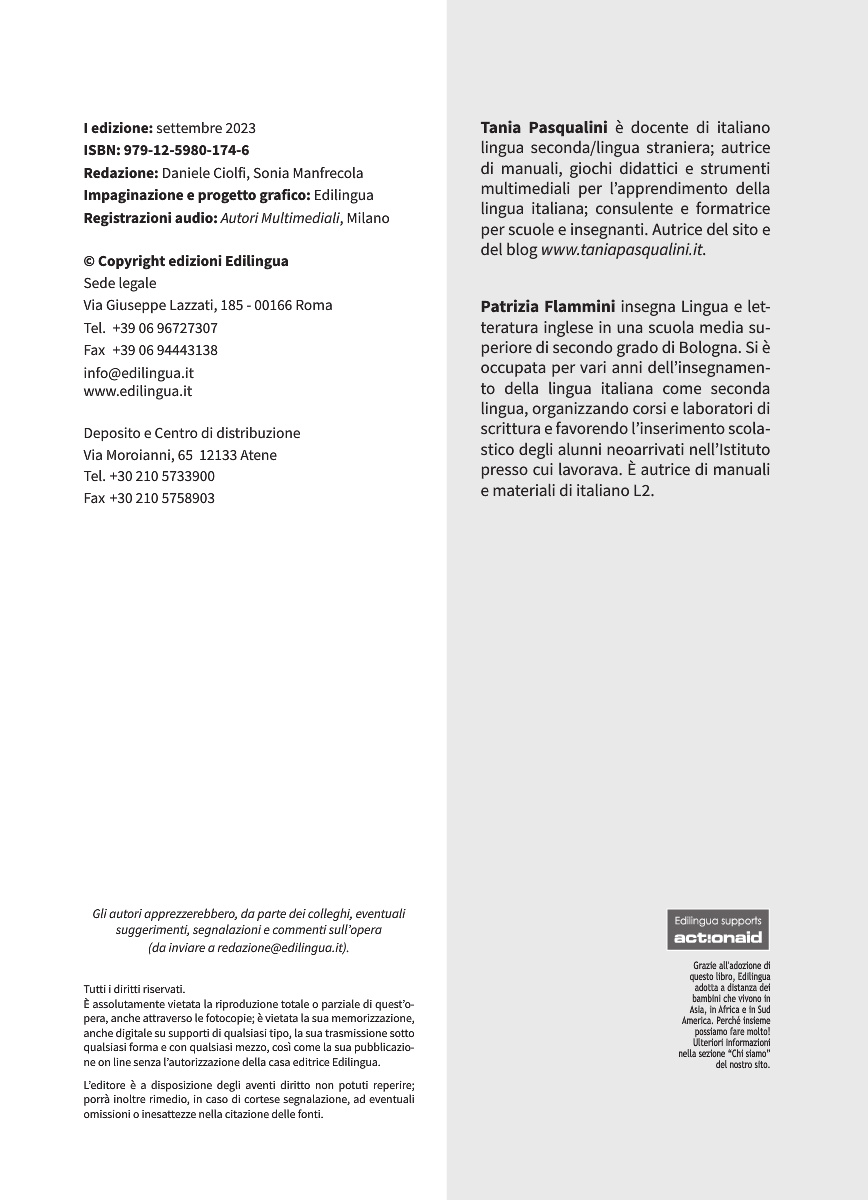 I edizione: settembre 2023
ISBN: 979-12-5980-174-6
Redazione: Daniele Ciolfi, Sonia Manfrecola
Impaginazione e progetto grafico: Edilingua
Registrazioni audio: Autori Multimediali, Milano
© Copyright edizioni Edilingua
Sede legale
Via Giuseppe Lazzati, 185 - 00166 Roma
Tel. +39 06 96727307
Fax +39 06 94443138
info@edilingua.it
www.edilingua.it
Deposito e Centro di distribuzione
Via Moroianni, 65 12133 Atene
Tel. +30 210 5733900
Fax +30 210 5758903
Gli autori apprezzerebbero, da parte dei colleghi, eventuali
suggerimenti, segnalazioni e commenti sull'opera
(da inviare a redazione@edilingua.it).
Tutti i diritti riservati.
È assolutamente vietata la riproduzione totale o parziale di quest'o-
pera, anche attraverso le fotocopie; è vietata la sua memorizzazione,
anche digitale su supporti di qualsiasi tipo, la sua trasmissione sotto
qualsiasi forma e con qualsiasi mezzo, così come la sua pubblicazio-
ne on line senza l'autorizzazione della casa editrice Edilingua.
L'editore è a disposizione degli aventi diritto non potuti reperire;
porrà inoltre rimedio, in caso di cortese segnalazione, ad eventuali
omissioni o inesattezze nella citazione delle fonti.
Tania Pasqualini è docente di italiano
lingua seconda/lingua straniera; autrice
di manuali, giochi didattici e strumenti
multimediali per l'apprendimento della
lingua italiana; consulente e formatrice
per scuole e insegnanti. Autrice del sito e
del blog www.taniapasqualini.it.
Patrizia Flammini insegna Lingua e let-
teratura inglese in una scuola media su-
periore di secondo grado di Bologna. Si è
occupata per vari anni dell'insegnamen-
to della lingua italiana come seconda
lingua, organizzando corsi e laboratori di
scrittura e favorendo l'inserimento scola-
stico degli alunni neoarrivati nell'Istituto
presso cui lavorava. È autrice di manuali
e materiali di italiano L2.
Edilingua supports
act:onaid
Grazie all'adozione di
questo libro, Edilingua
adotta a distanza dei
bambini che vivono in
Asia, in Africa e in Sud
America. Perché insieme
possiamo fare molto!
Ulteriori informazioni
nella sezione "Chi siamo"
del nostro sito.